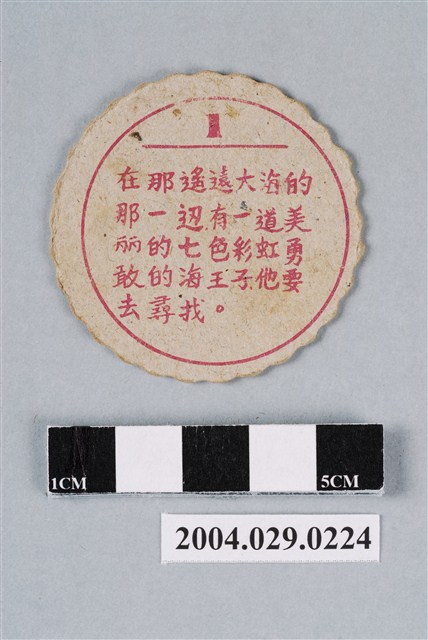 1
在那遙遠大海的
那一边有一道美
丽的七色彩虹勇
敢的海王子他要
去尋找。
1CM
5CM
2004.029.0224